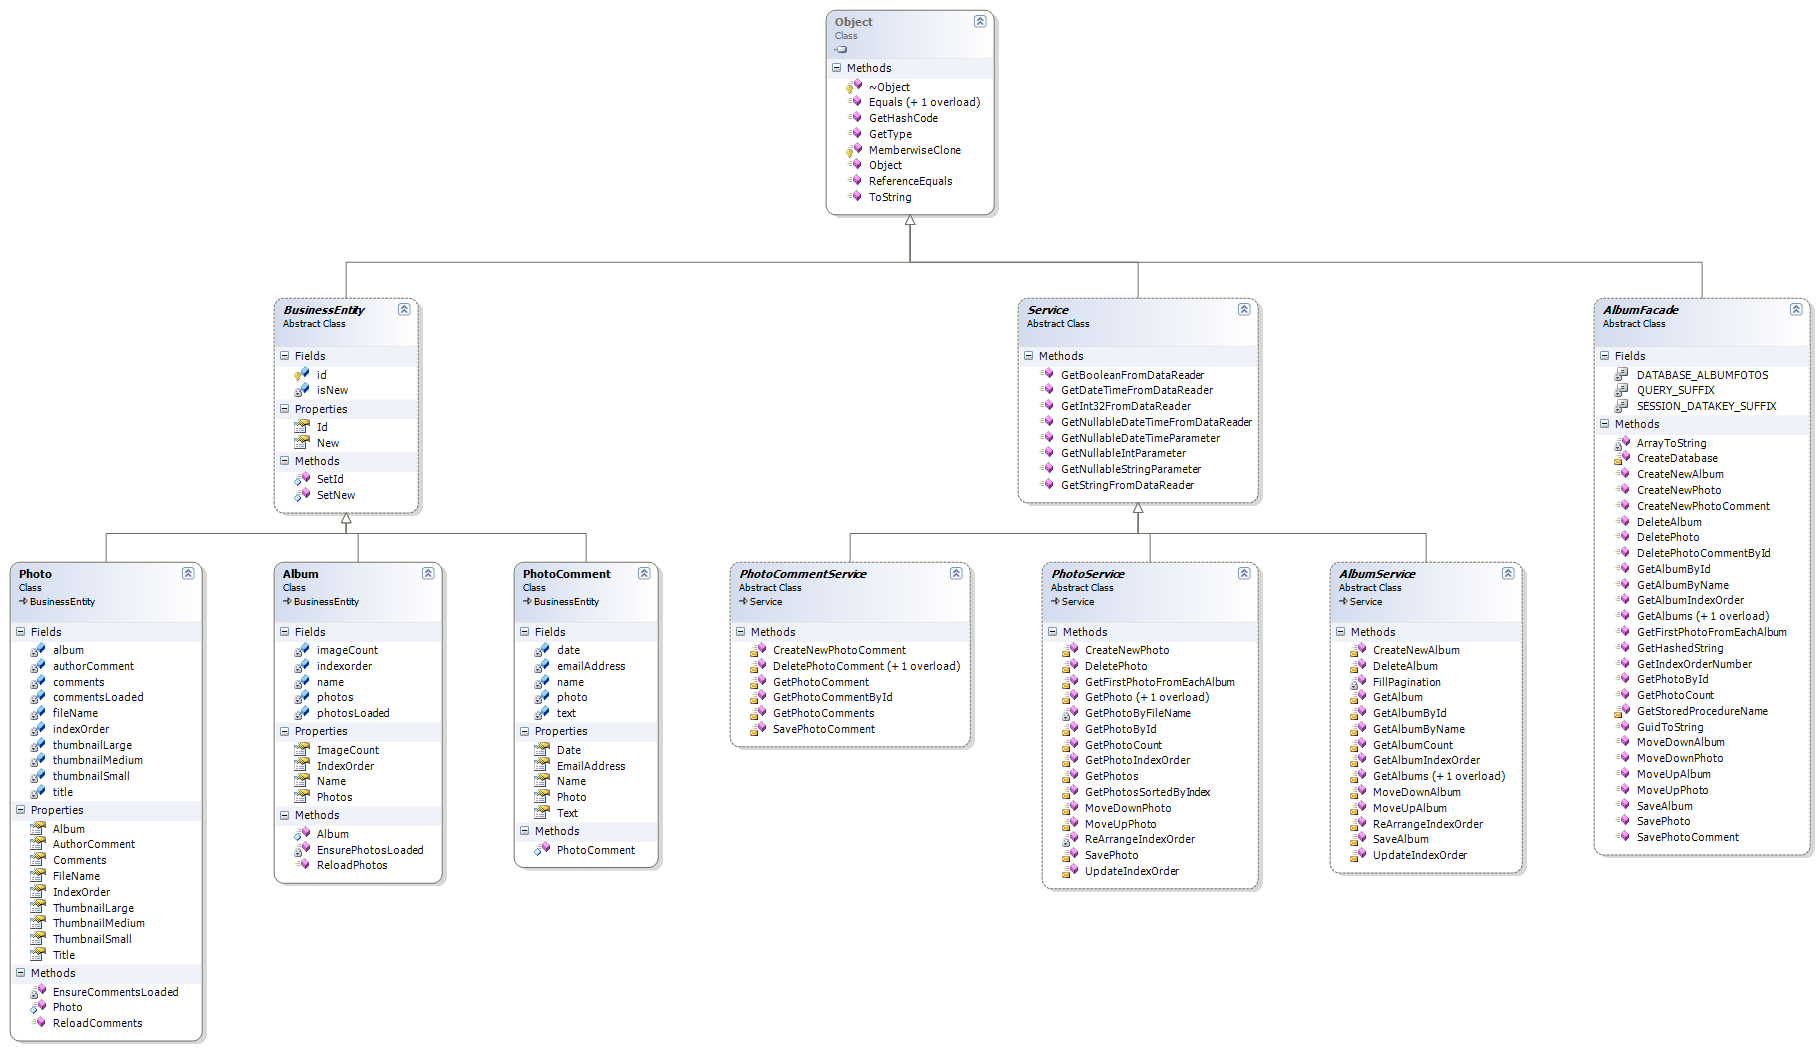 Object
Class
Methods
~Object
Equals (+ 1 overload)
GetHashCode
GetType
MemberwiseClone
Object
ReferenceEquals
ToString
BusinessEntity
Abstract Class
Fields
id
isNew
Properties
Id
New
Methods
SetId
SetNew
Service
Abstract Class
Methods
GetBooleanFromDataReader
GetDateTimeFromDataReader
GetInt32FromDataReader
GetNullableDateTimeFromDataReader
GetNullableDateTimeParameter
GetNullableIntParameter
GetNullableStringParameter
GetStringFromDataReader
AlbumFacade
Abstract Class
Fields
DATABASE_ALBUMFOTOS
QUERY_SUFFIX
SESSION_DATAKEY_SUFFIX
Methods
ArrayToString
CreateDatabase
CreateNewAlbum
CreateNewPhoto
CreateNewPhotoComment
DeleteAlbum
DeletePhoto
DeletePhotoCommentById
GetAlbumById
GetAlbumByName
GetAlbumIndexOrder
GetAlbums (+ 1 overload)
GetFirstPhotoFromEachAlbum
GetHashedString
GetIndexOrderNumber
GetPhotoById
GetPhotoCount
GetStoredProcedureName
GuidToString
MoveDownAlbum
MoveDownPhoto
MoveUpAlbum
MoveUpPhoto
SaveAlbum
SavePhoto
SavePhotoComment
Photo
Class
BusinessEntity
Fields
album
authorComment
comments
commentsLoaded
fileName
indexOrder
thumbnailLarge
thumbnailMedium
thumbnailSmall
title
Properties
Album
AuthorComment
Comments
FileName
IndexOrder
ThumbnailLarge
ThumbnailMedium
ThumbnailSmall
Title
Methods
EnsureCommentsLoaded
Photo
ReloadComments
Album
Class
BusinessEntity
Fields
imageCount
indexorder
name
photos
photosLoaded
Properties
ImageCount
IndexOrder
Name
Photos
Methods
Album
EnsurePhotosLoaded
ReloadPhotos
PhotoComment
Class
BusinessEntity
Fields
date
emailAddress
name
photo
text
Properties
Date
EmailAddress
Name
Photo
Text
Methods
PhotoComment
PhotoCommentService
Abstract Class
Service
Methods
CreateNewPhotoComment
DeletePhotoComment (+ 1 overload)
GetPhotoComment
GetPhotoCommentById
GetPhotoComments
SavePhotoComment
PhotoService
Abstract Class
Service
Methods
CreateNewPhoto
DeletePhoto
GetFirstPhotoFromEachAlbum
GetPhoto (+ 1 overload)
GetPhotoByFileName
GetPhotoById
GetPhotoCount
GetPhotoIndexOrder
GetPhotos
GetPhotosSortedByIndex
MoveDownPhoto
MoveUpPhoto
ReArrangeIndexOrder
SavePhoto
UpdateIndexOrder
AlbumService
Abstract Class
Service
Methods
CreateNewAlbum
DeleteAlbum
FillPagination
GetAlbum
GetAlbumById
GetAlbumByName
GetAlbumCount
GetAlbumIndexOrder
GetAlbums (+ 1 overload)
MoveDownAlbum
MoveUpAlbum
ReArrangeIndexOrder
SaveAlbum
UpdateIndexOrder